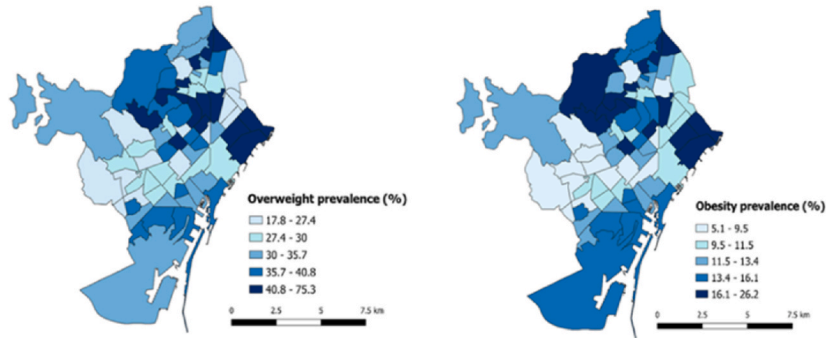 Overweight prevalence (%)
17.8 - 27.4
27.4 - 30
30 - 35.7
35.7 - 40.8
40.8 - 75.3
0 2.5 5 7.5 km
Obesity prevalence (%)
5.1 - 9.5
9.5 - 11.5
11.5 - 13.4
13.4 - 16.1
16.1 - 26.2
0 2.5 5 7.5 km